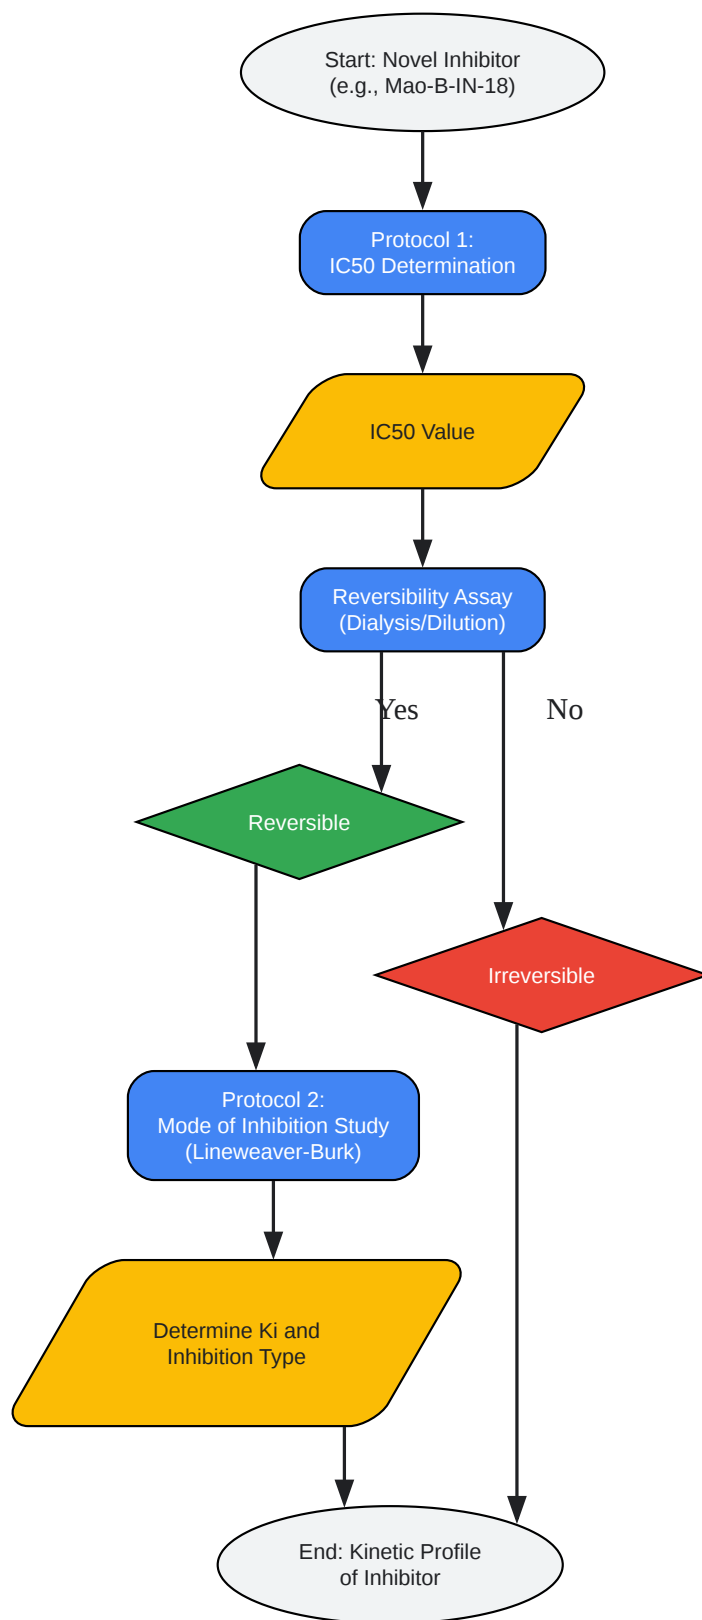 Start: Novel Inhibitor
(e.g., Mao-B-IN-18)
Protocol 1:
IC50 Determination
IC50 Value
Reversibility Assay
(Dialysis/Dilution)
Yes
No
Reversible
Irreversible
Protocol 2:
Mode of Inhibition Study
(Lineweaver-Burk)
Determine Ki and
Inhibition Type
End: Kinetic Profile
of Inhibitor